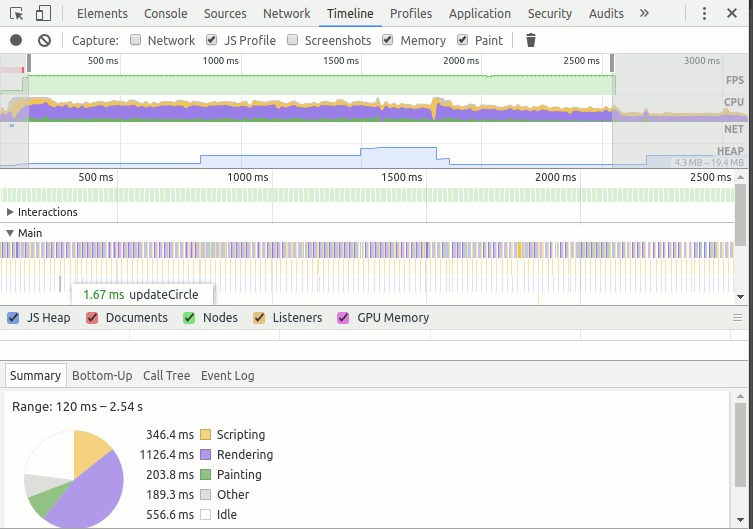 Elements Console Sources Network Timeline Profiles Application Security Audits »
Capture: Network JS Profile Screenshots Memory Paint
500 ms 1000 ms 1500 ms 2000 ms 2500 ms 3000 ms
FPS
CPU
NET
HEAP
4.3 MB – 19.4 MB
500 ms 1000 ms 1500 ms 2000 ms 2500 ms
Interactions
Main
1.67 ms updateCircle
JS Heap Documents Nodes Listeners GPU Memory
Summary Bottom-Up Call Tree Event Log
Range: 120 ms – 2.54 s
346.4 ms Scripting
1126.4 ms Rendering
203.8 ms Painting
189.3 ms Other
556.6 ms Idle